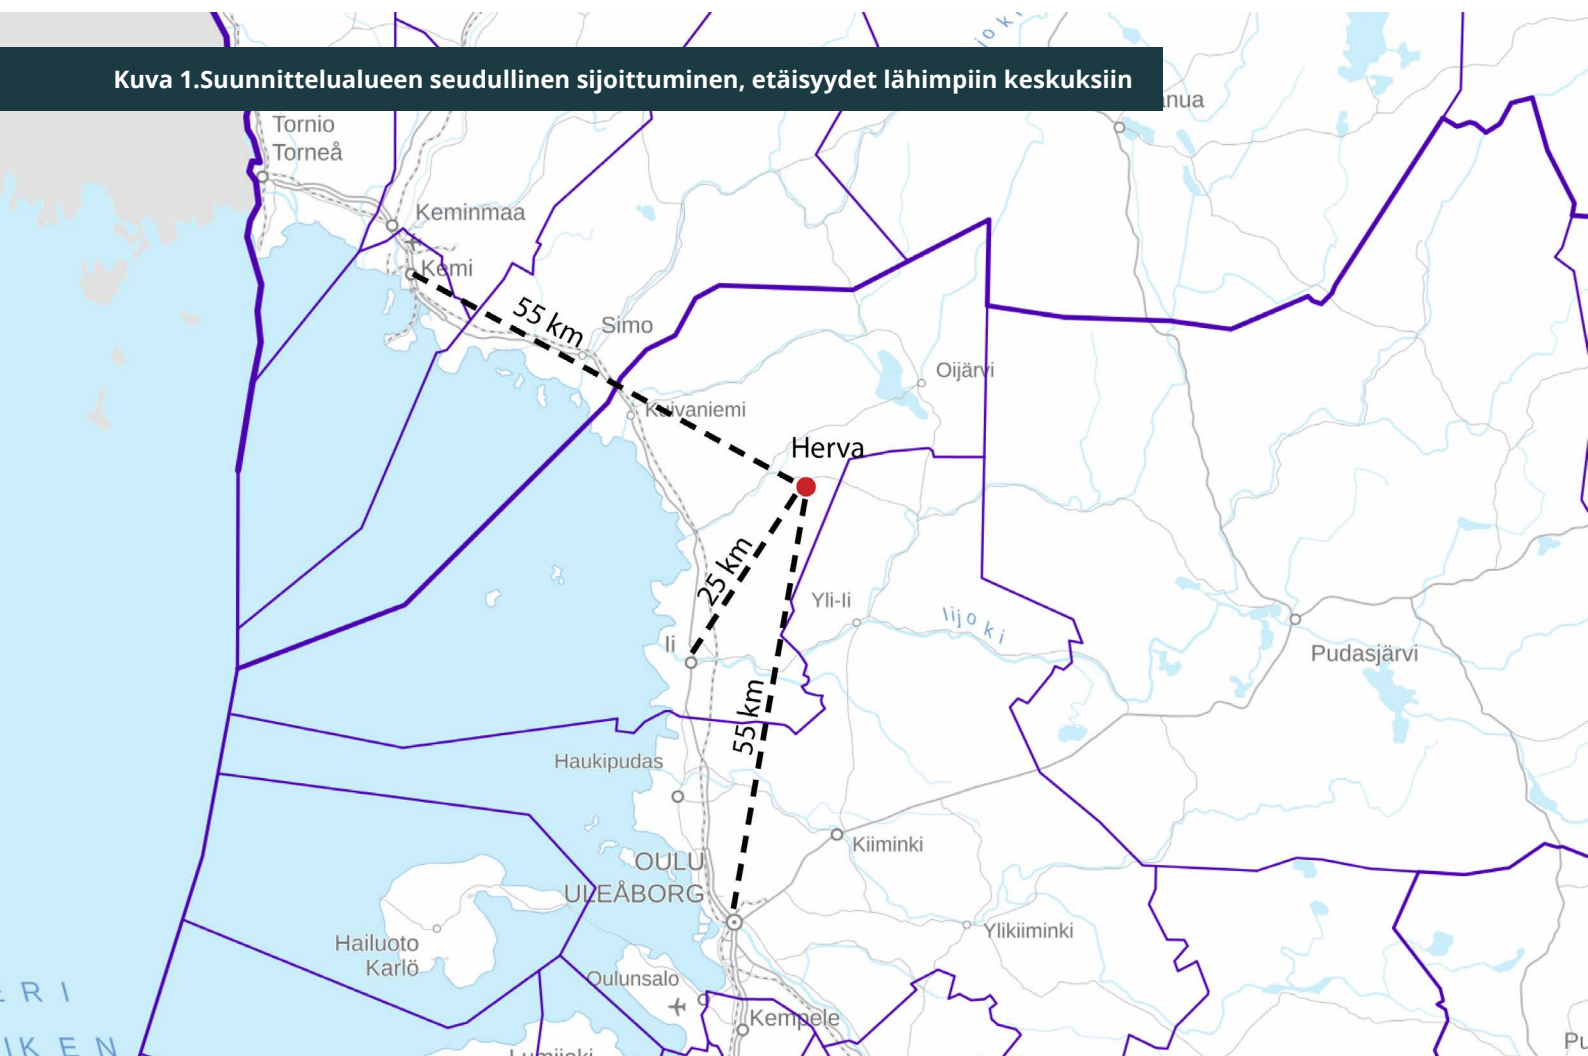 joki
Kuva 1.Suunnittelualueen seudullinen sijoittuminen, etäisyydet lähimpiin keskuksiin
Tornio
Torneå
Keminmaa
Kemi
55 km
Simo
Oijärvi
Kuivaniemi
Herva
25 km
Yli-Ii
Iijoki
Ii
Pudasjärvi
55 km
Haukipudas
Kiiminki
OULU
ULEÅBORG
Ylikiiminki
Hailuoto
Karlö
Oulunsalo
Kempele